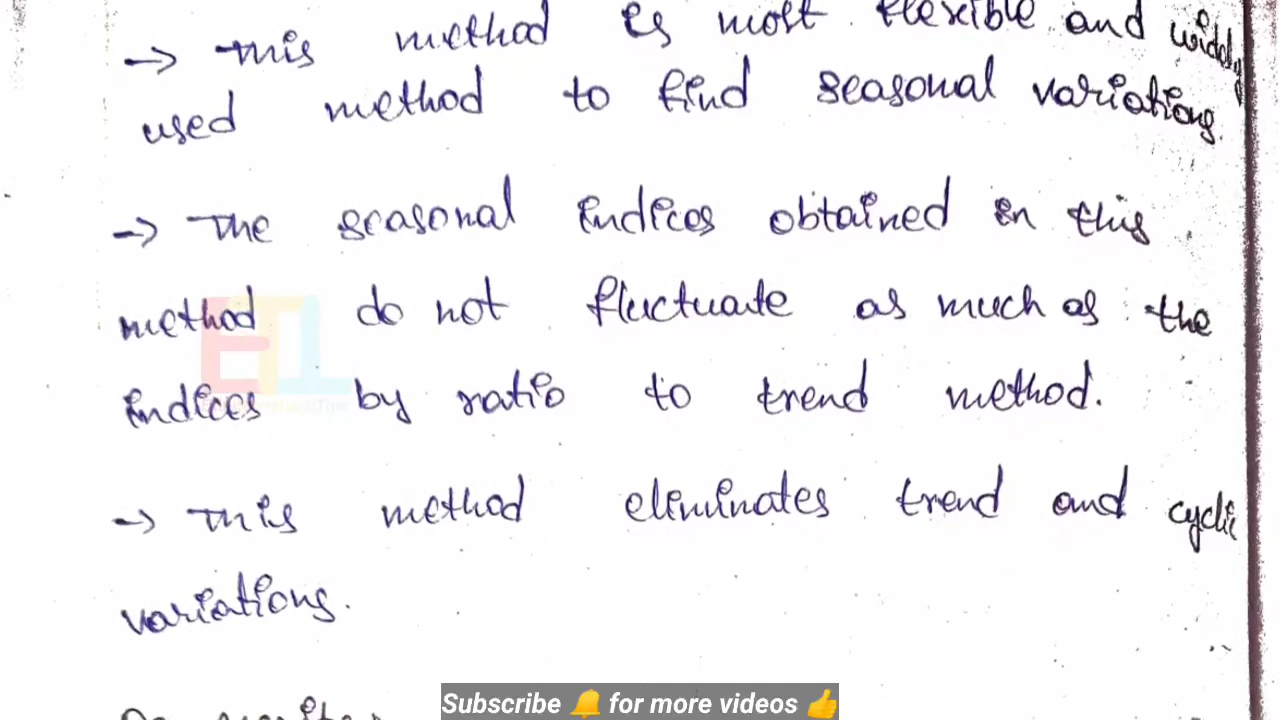 → This method is most flexible and widely
used method to find seasonal variations.
→ The seasonal indices obtained in this
method do not fluctuate as much as the
indices by ratio to trend method.
→ This method eliminates trend and cyclic
variations.
Subscribe 🔔 for more videos 👍